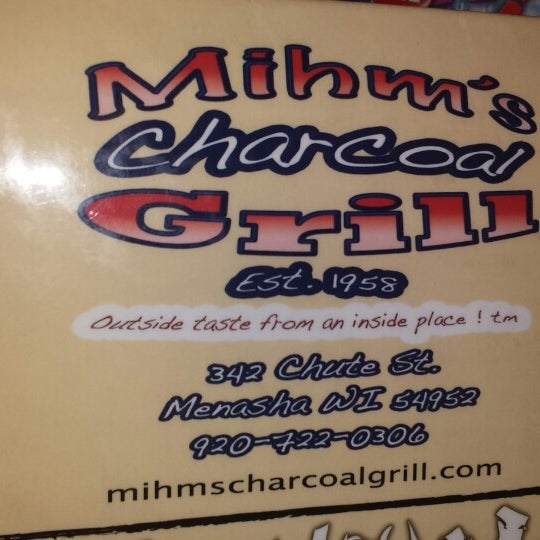 Mihm's
Charcoal
Grill
Est. 1958
Outside taste from an inside place ! tm
342 Chute St.
Menasha WI 54952
920-722-0306
mihmscharcoalgrill.com